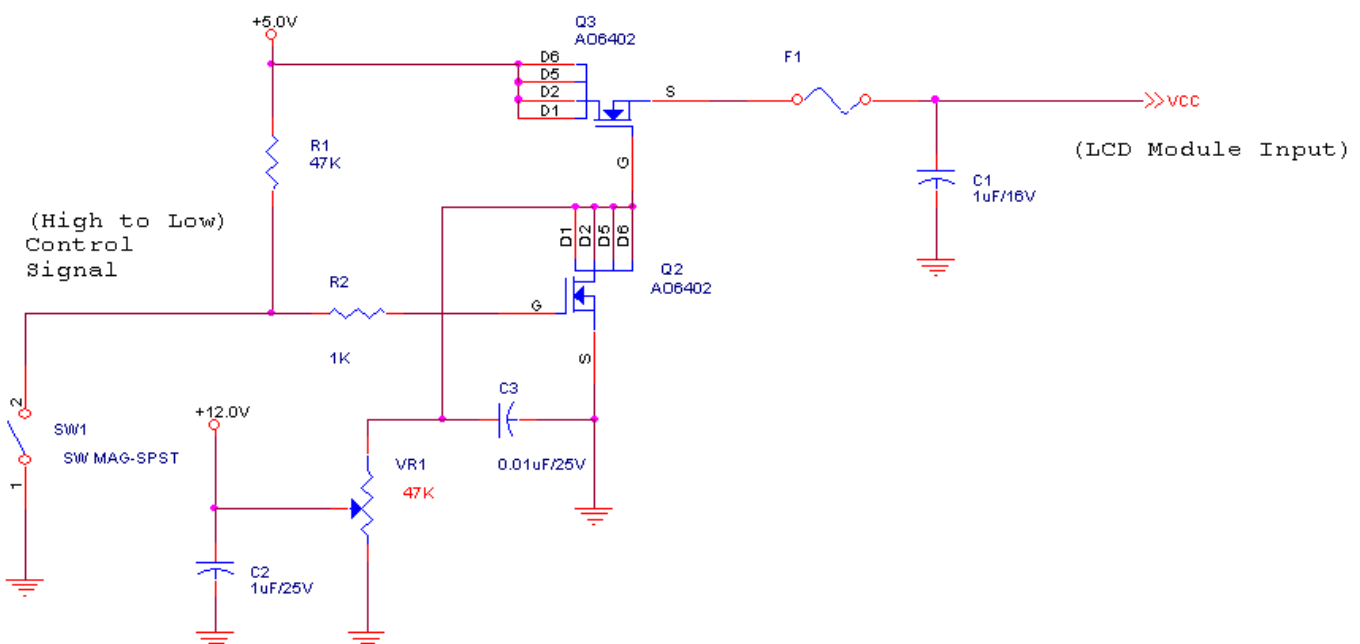 +5.0V
Q3
AO6402
D6
D5
D2
D1
S
G
F1
VCC
(LCD Module Input)
R1
47K
C1
1uF/16V
(High to Low)
Control
Signal
D1
D2
D5
D6
Q2
AO6402
R2
1K
G
S
C3
0.01uF/25V
+12.0V
2
SW1
SW MAG-SPST
1
VR1
47K
C2
1uF/25V